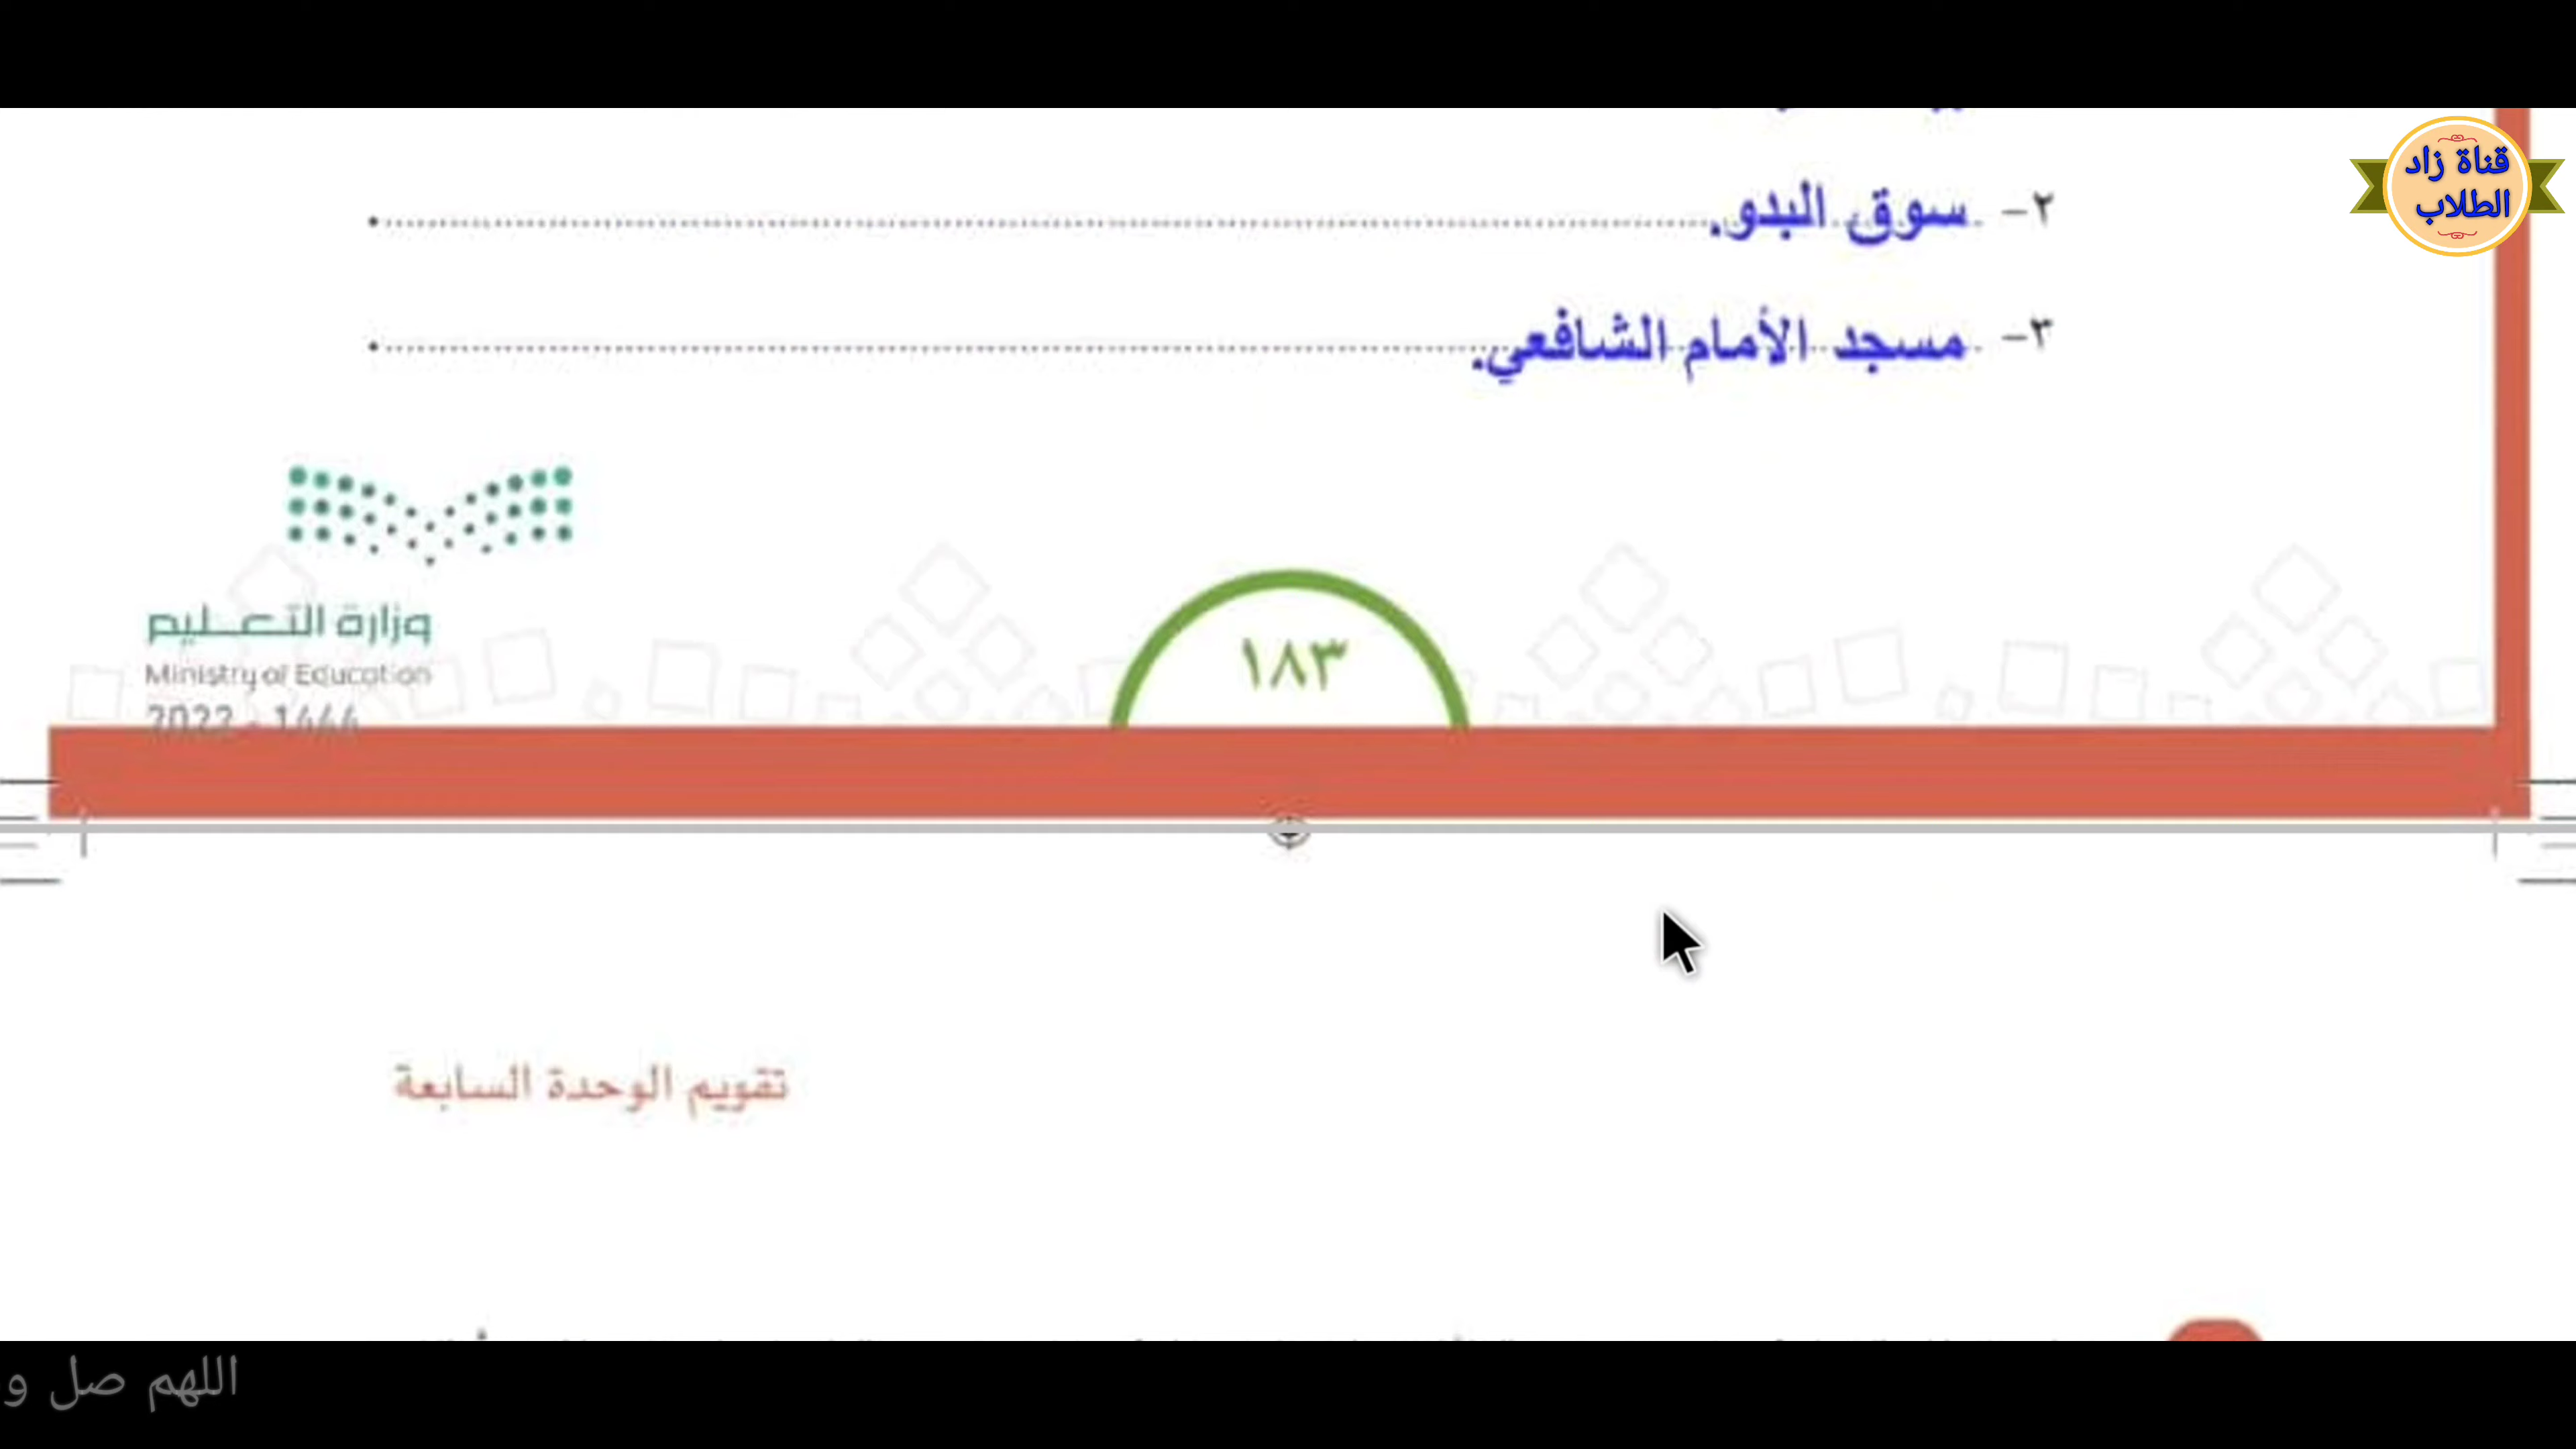 قناة زاد
الطلاب
٢- سوق البدو.
٣- مسجد الأمام الشافعي.
وزارة التعليم
Ministry of Education
2022 - 1444
١٨٣
تقويم الوحدة السابعة
اللهم صل و